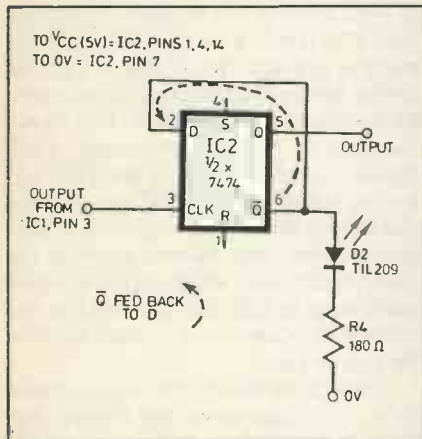 TO VCC (5V) = IC2, PINS 1, 4, 14
TO 0V = IC2, PIN 7
4
2
D
S
Q
5
IC2
½ x
7474
OUTPUT
OUTPUT
FROM
IC1, PIN 3
3
CLK
R
Q̅
6
1
D2
TIL209
Q̅ FED BACK
TO D
R4
180 Ω
0V